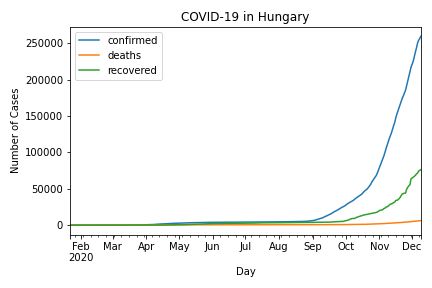 COVID-19 in Hungary
confirmed
deaths
recovered
250000
200000
150000
100000
50000
0
Number of Cases
Feb Mar Apr May Jun Jul Aug Sep Oct Nov Dec
2020
Day